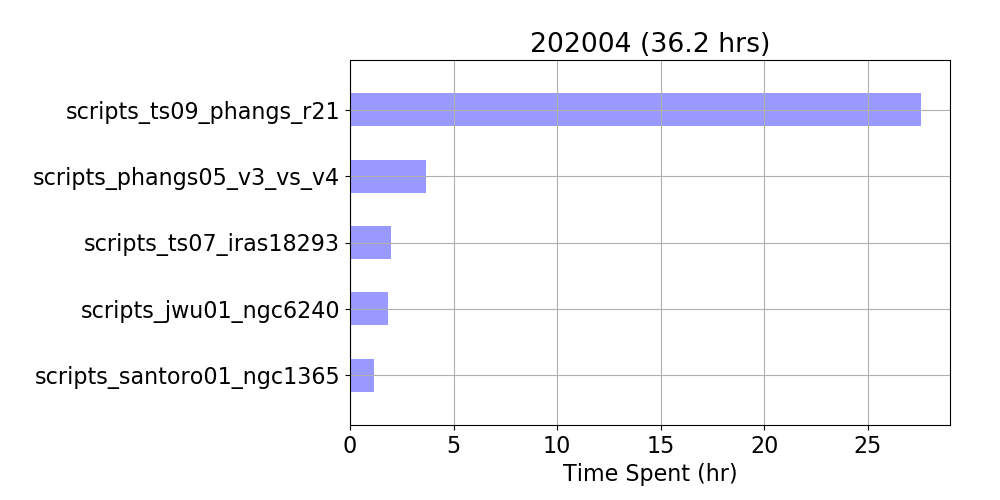 202004 (36.2 hrs)
scripts_ts09_phangs_r21
scripts_phangs05_v3_vs_v4
scripts_ts07_iras18293
scripts_jwu01_ngc6240
scripts_santoro01_ngc1365
0 5 10 15 20 25
Time Spent (hr)